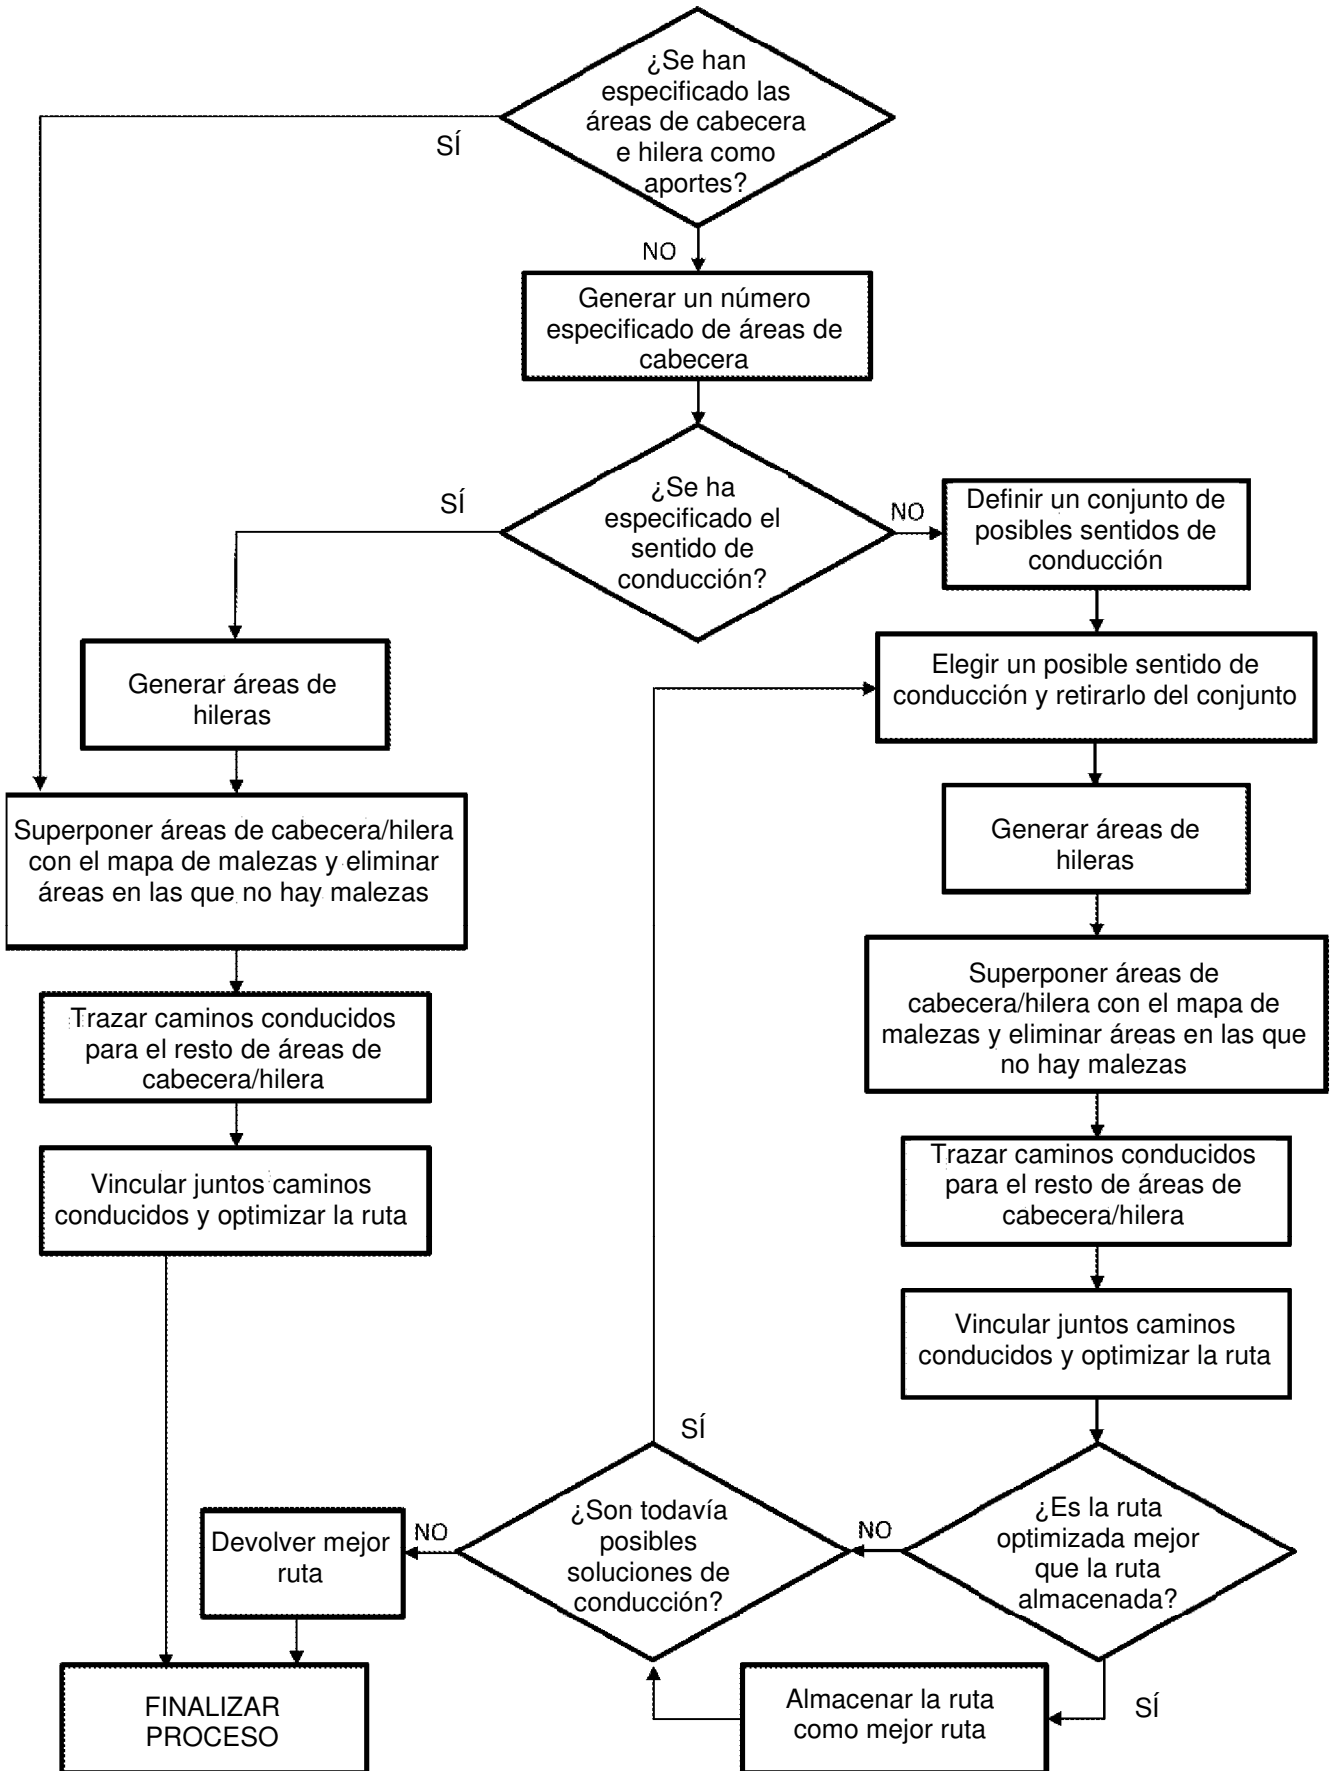 ¿Se han
especificado las
áreas de cabecera
e hilera como
aportes?
SÍ
NO
Generar un número
especificado de áreas de
cabecera
¿Se ha
especificado el
sentido de
conducción?
SÍ
NO
Definir un conjunto de
posibles sentidos de
conducción
Generar áreas de
hileras
Elegir un posible sentido de
conducción y retirarlo del conjunto
Superponer áreas de cabecera/hilera
con el mapa de malezas y eliminar
áreas en las que no hay malezas
Generar áreas de
hileras
Trazar caminos conducidos
para el resto de áreas de
cabecera/hilera
Superponer áreas de
cabecera/hilera con el mapa de
malezas y eliminar áreas en las que
no hay malezas
Vincular juntos caminos
conducidos y optimizar la ruta
Trazar caminos conducidos
para el resto de áreas de
cabecera/hilera
Vincular juntos caminos
conducidos y optimizar la ruta
¿Es la ruta
optimizada mejor
que la ruta
almacenada?
NO
SÍ
Almacenar la ruta
como mejor ruta
¿Son todavía
posibles
soluciones de
conducción?
SÍ
NO
Devolver mejor
ruta
FINALIZAR
PROCESO